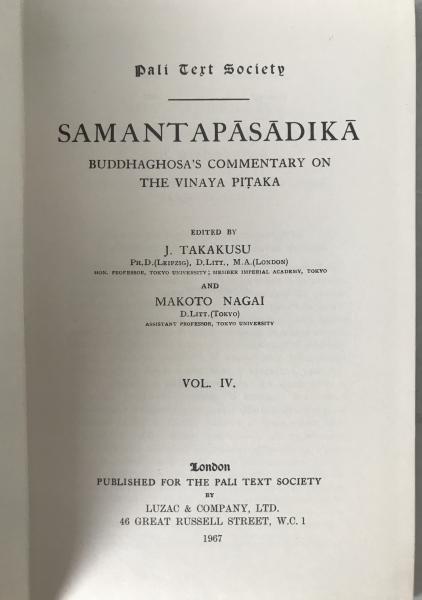 Pali Text Society
SAMANTAPĀSĀDIKĀ
BUDDHAGHOSA'S COMMENTARY ON
THE VINAYA PIṬAKA
EDITED BY
J. TAKAKUSU
PH.D.(LEIPZIG), D.LITT., M.A.(LONDON)
HON. PROFESSOR, TOKYO UNIVERSITY; MEMBER IMPERIAL ACADEMY, TOKYO
AND
MAKOTO NAGAI
D.LITT.(TOKYO)
ASSISTANT PROFESSOR, TOKYO UNIVERSITY
VOL. IV.
London
PUBLISHED FOR THE PALI TEXT SOCIETY
BY
LUZAC & COMPANY, LTD.
46 GREAT RUSSELL STREET, W.C. 1
1967